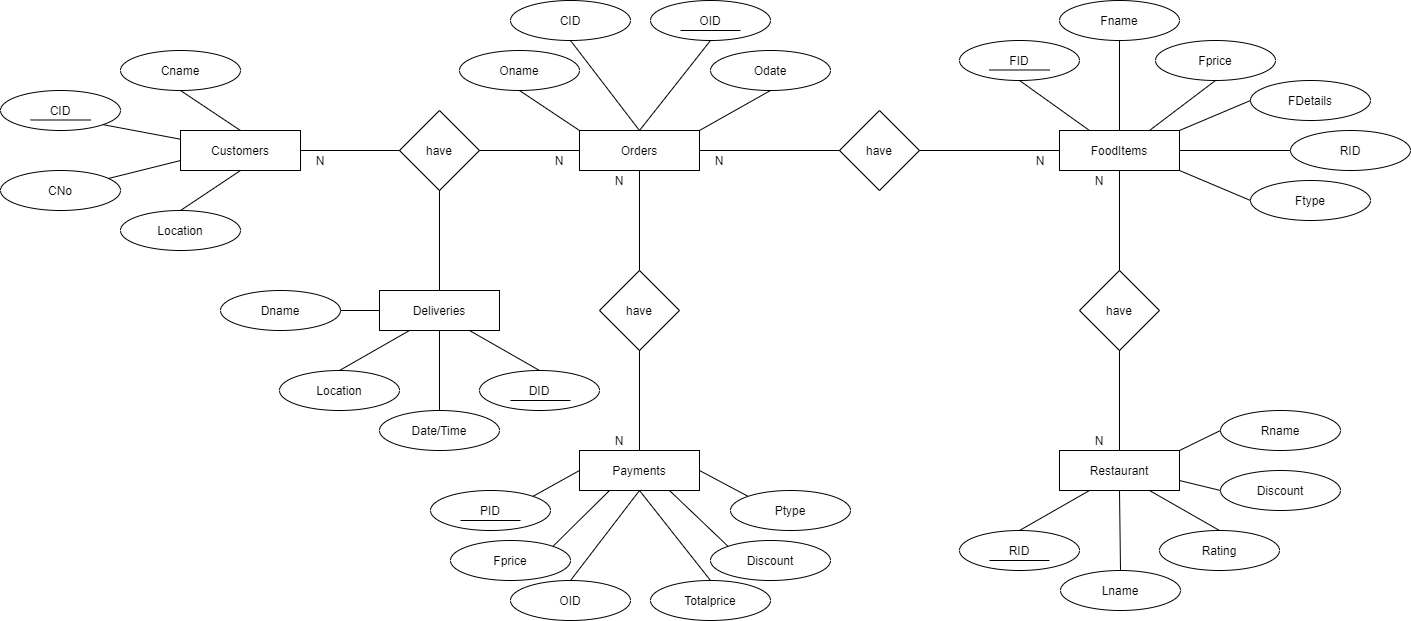 CID
OID
Fname
Oname
Odate
FID
Fprice
Cname
CID
FDetails
Customers
have
Orders
have
FoodItems
RID
N
N
N
N
N
N
CNo
Ftype
Location
Dname
Deliveries
have
have
Location
DID
Date/Time
N
N
Rname
Payments
Restaurant
Discount
PID
Ptype
Fprice
Discount
RID
Rating
OID
Totalprice
Lname